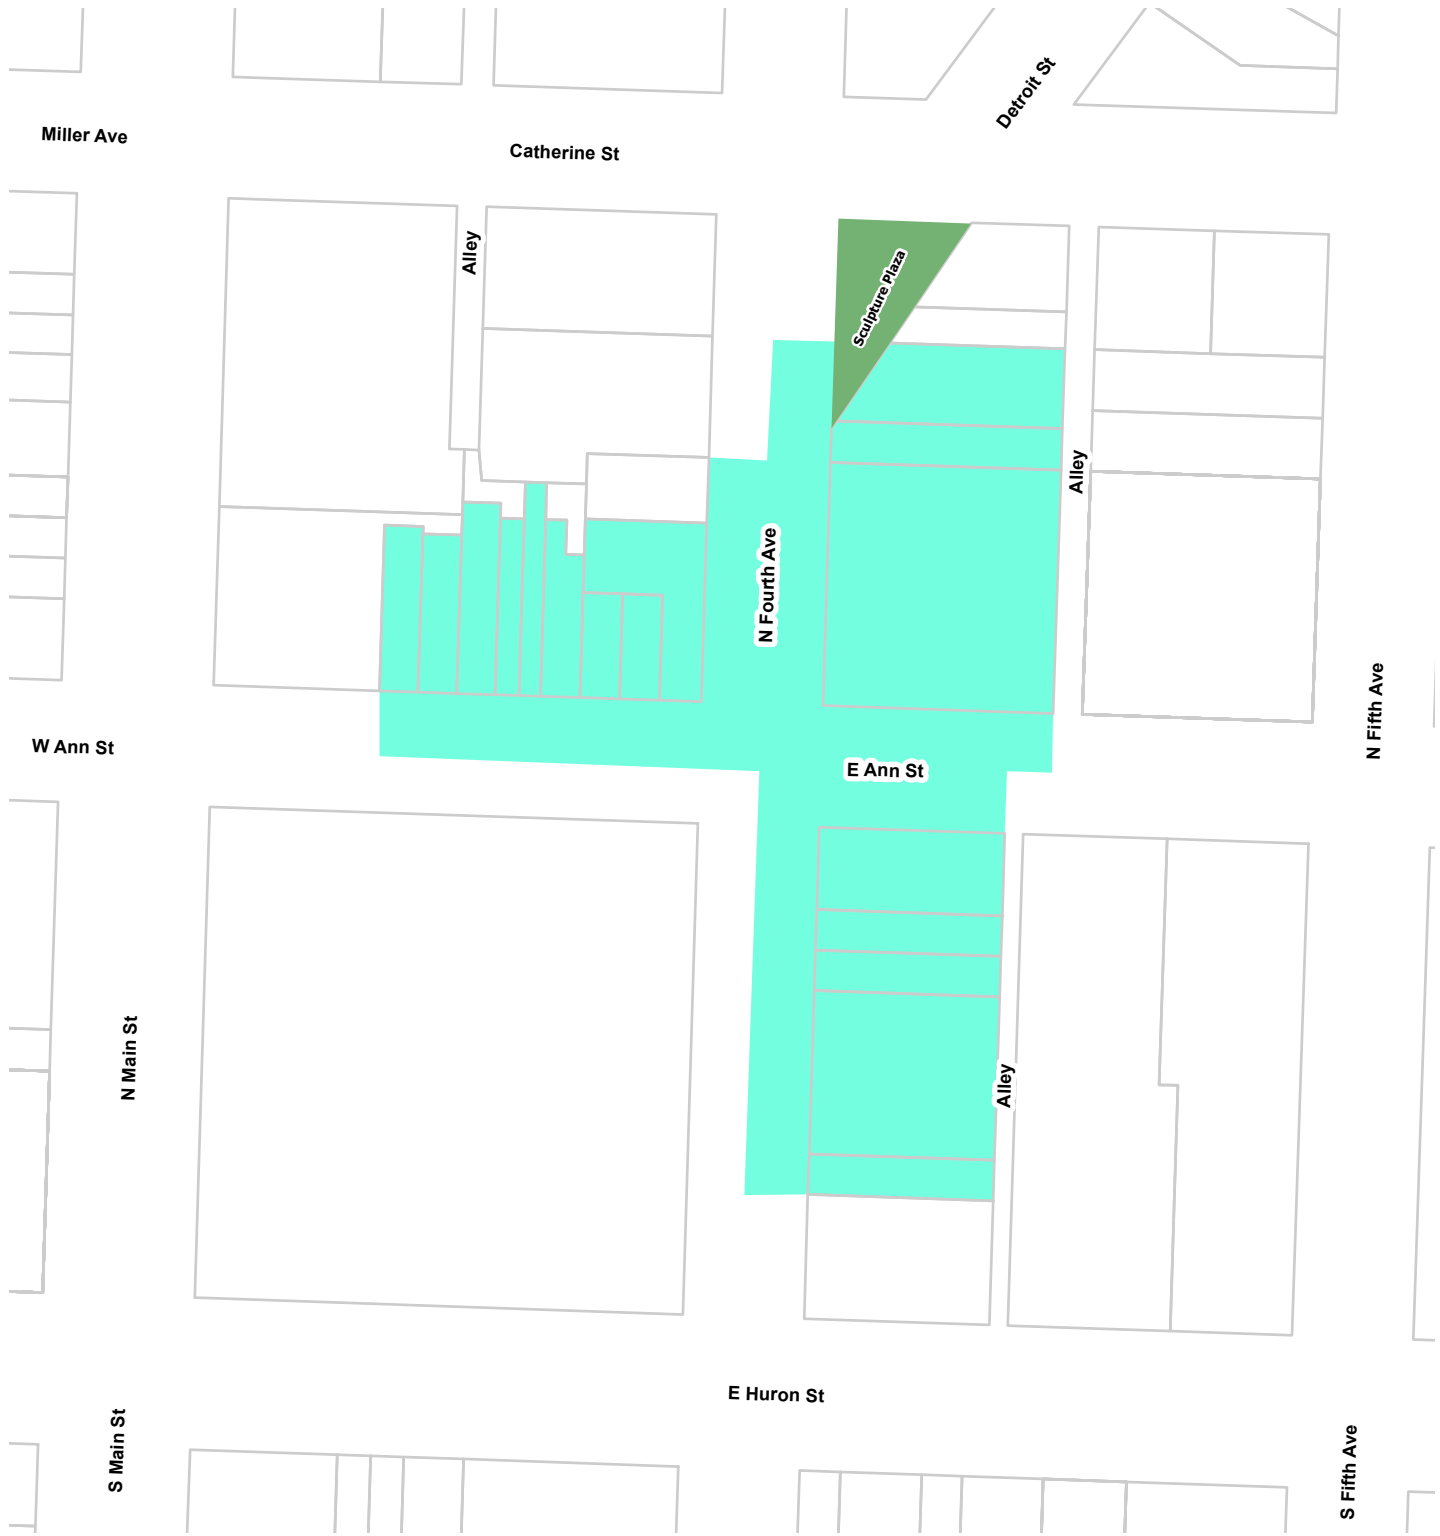 Detroit St
Miller Ave
Catherine St
Alley
Sculpture Plaza
Alley
N Fourth Ave
N Fifth Ave
W Ann St
E Ann St
N Main St
Alley
E Huron St
S Main St
S Fifth Ave